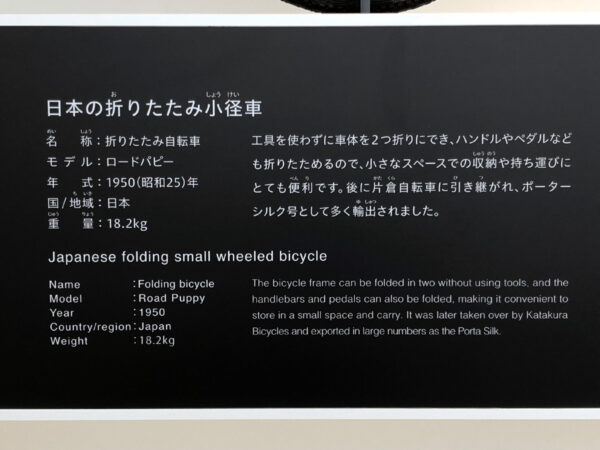 日本の折りたたみ小径車
名称：折りたたみ自転車
モデル：ロードパピー
年式：1950（昭和25）年
国/地域：日本
重量：18.2kg
工具を使わずに車体を２つ折りにでき、ハンドルやペダルなど
も折りたためるので、小さなスペースでの収納や持ち運びに
とても便利です。後に片倉自転車に引き継がれ、ポーター
シルク号として多く輸出されました。
Japanese folding small wheeled bicycle
Name :Folding bicycle
Model :Road Puppy
Year :1950
Country/region:Japan
Weight :18.2kg
The bicycle frame can be folded in two without using tools, and the
handlebars and pedals can also be folded, making it convenient to
store in a small space and carry. It was later taken over by Katakura
Bicycles and exported in large numbers as the Porta Silk.